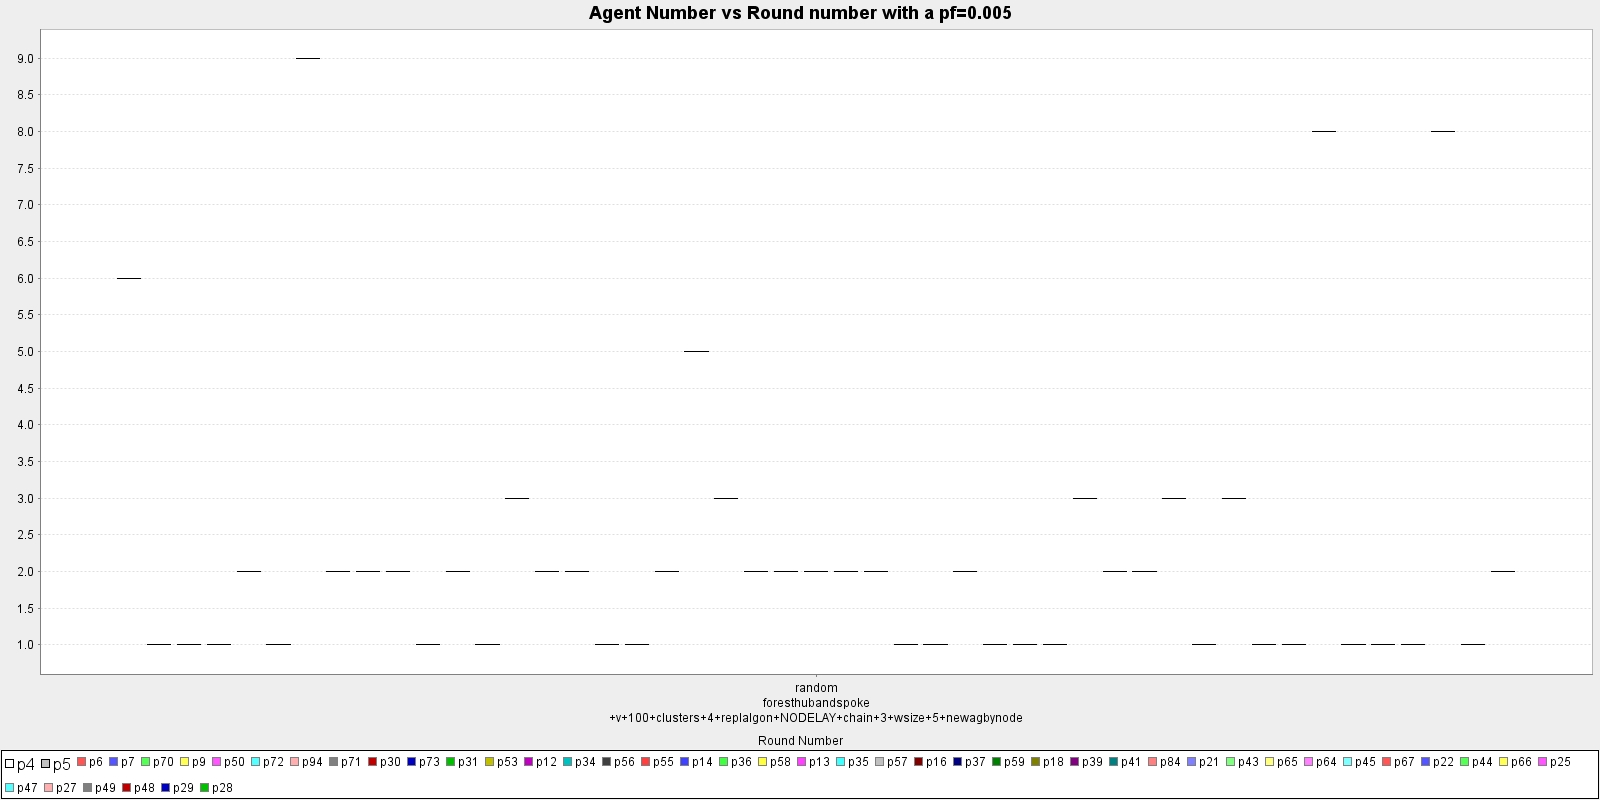 Agent Number vs Round number with a pf=0.005
9.0
8.5
8.0
7.5
7.0
6.5
6.0
5.5
5.0
4.5
4.0
3.5
3.0
2.5
2.0
1.5
1.0
random
foresthubandspoke
+v+100+clusters+4+replalgon+NODELAY+chain+3+wsize+5+newagbynode
Round Number
p4 p5 p6 p7 p70 p9 p50 p72 p94 p71 p30 p73 p31 p53 p12 p34 p56 p55 p14 p36 p58 p13 p35 p57 p16 p37 p59 p18 p39 p41 p84 p21 p43 p65 p64 p45 p67 p22 p44 p66 p25
p47 p27 p49 p48 p29 p28